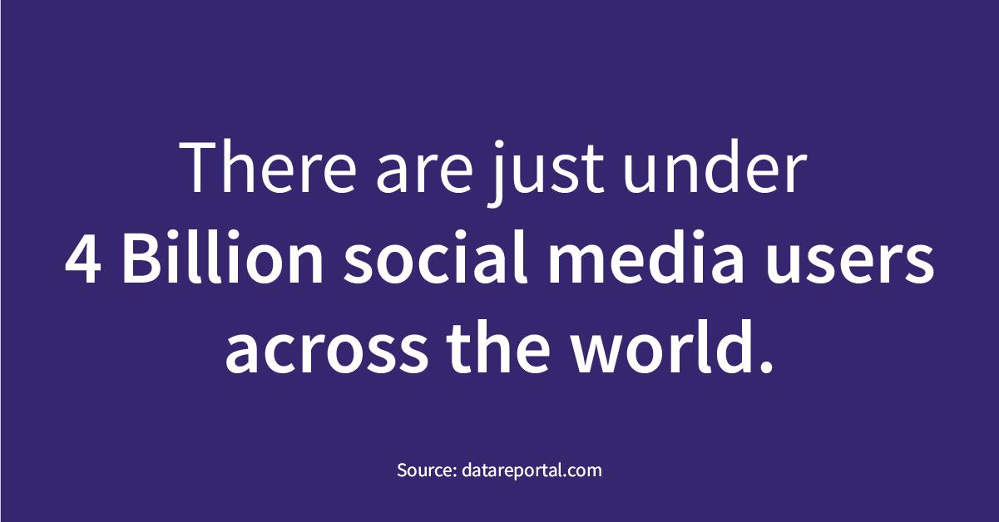 There are just under
4 Billion social media users
across the world.
Source: datareportal.com